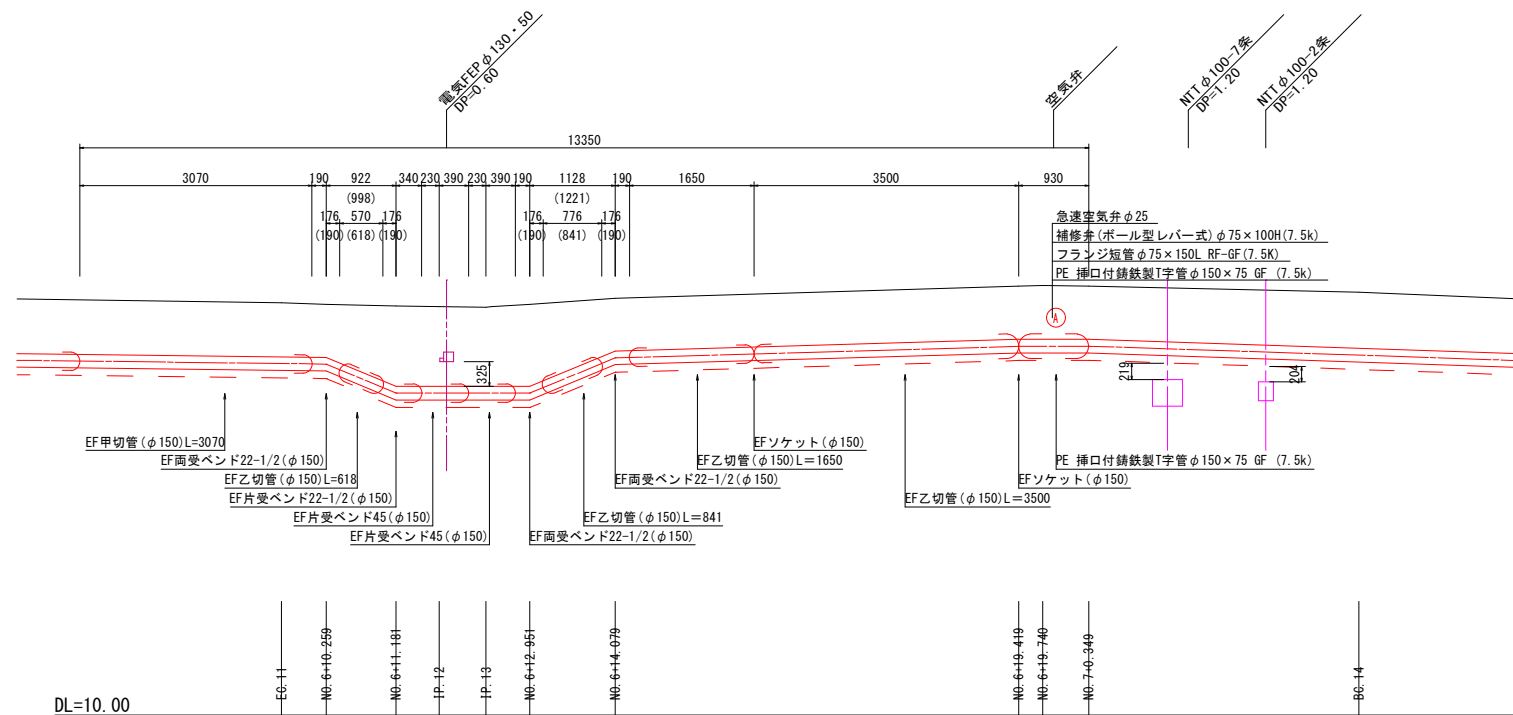 電気FEPφ130・50
DP=0.60
空気弁
NTTφ100-7条
DP=1.20
NTTφ100-2条
DP=1.20
13350
3070
190
922
340
230
390
230
390
190
1128
190
1650
3500
930
(998)
(1221)
176
570
176
176
776
176
(190)
(618)
(190)
(190)
(841)
(190)
急速空気弁φ25
補修弁(ボール型レバー式)φ75×100H(7.5k)
フランジ短管φ75×150L RF-GF(7.5K)
PE 挿口付鋳鉄製T字管φ150×75 GF (7.5k)
A
325
219
204
EF甲切管(φ150)L=3070
EF両受ベンド22-1/2(φ150)
EF乙切管(φ150)L=618
EF片受ベンド22-1/2(φ150)
EF片受ベンド45(φ150)
EF片受ベンド45(φ150)
EFソケット(φ150)
EF乙切管(φ150)L=1650
EF両受ベンド22-1/2(φ150)
EF乙切管(φ150)L=841
EF両受ベンド22-1/2(φ150)
PE 挿口付鋳鉄製T字管φ150×75 GF (7.5k)
EFソケット(φ150)
EF乙切管(φ150)L=3500
EC.11
NO.6+10.259
NO.6+11.181
IP.12
IP.13
NO.6+12.951
NO.6+14.079
NO.6+19.419
NO.6+19.740
NO.7+0.349
BC.14
DL=10.00